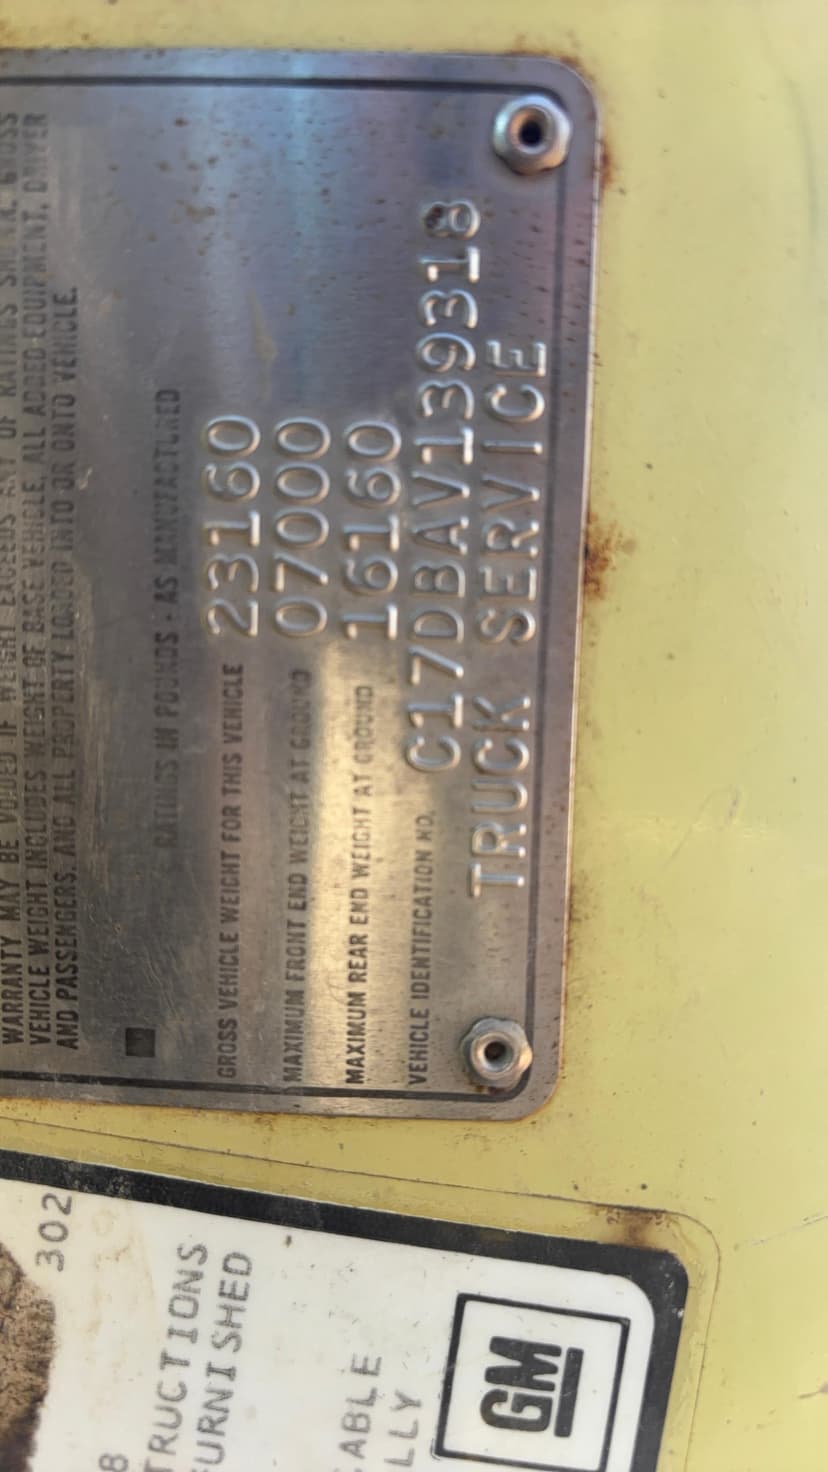 WARRANTY MAY BE VOIDED IF WEIGHT EXCEEDS ANY OF RATINGS GROSS
VEHICLE WEIGHT INCLUDES WEIGHT OF BASE VEHICLE, ALL ADDED EQUIPMENT, DRIVER
AND PASSENGERS, AND ALL PROPERTY LOADED INTO OR ONTO VEHICLE.
RATINGS IN POUNDS - AS MANUFACTURED
GROSS VEHICLE WEIGHT FOR THIS VEHICLE 23160
MAXIMUM FRONT END WEIGHT AT GROUND 07000
MAXIMUM REAR END WEIGHT AT GROUND 16160
VEHICLE IDENTIFICATION NO. C17DBAV139318
TRUCK SERVICE
302
8
TRUCTIONS
URNISHED
CABLE
LLY
GM